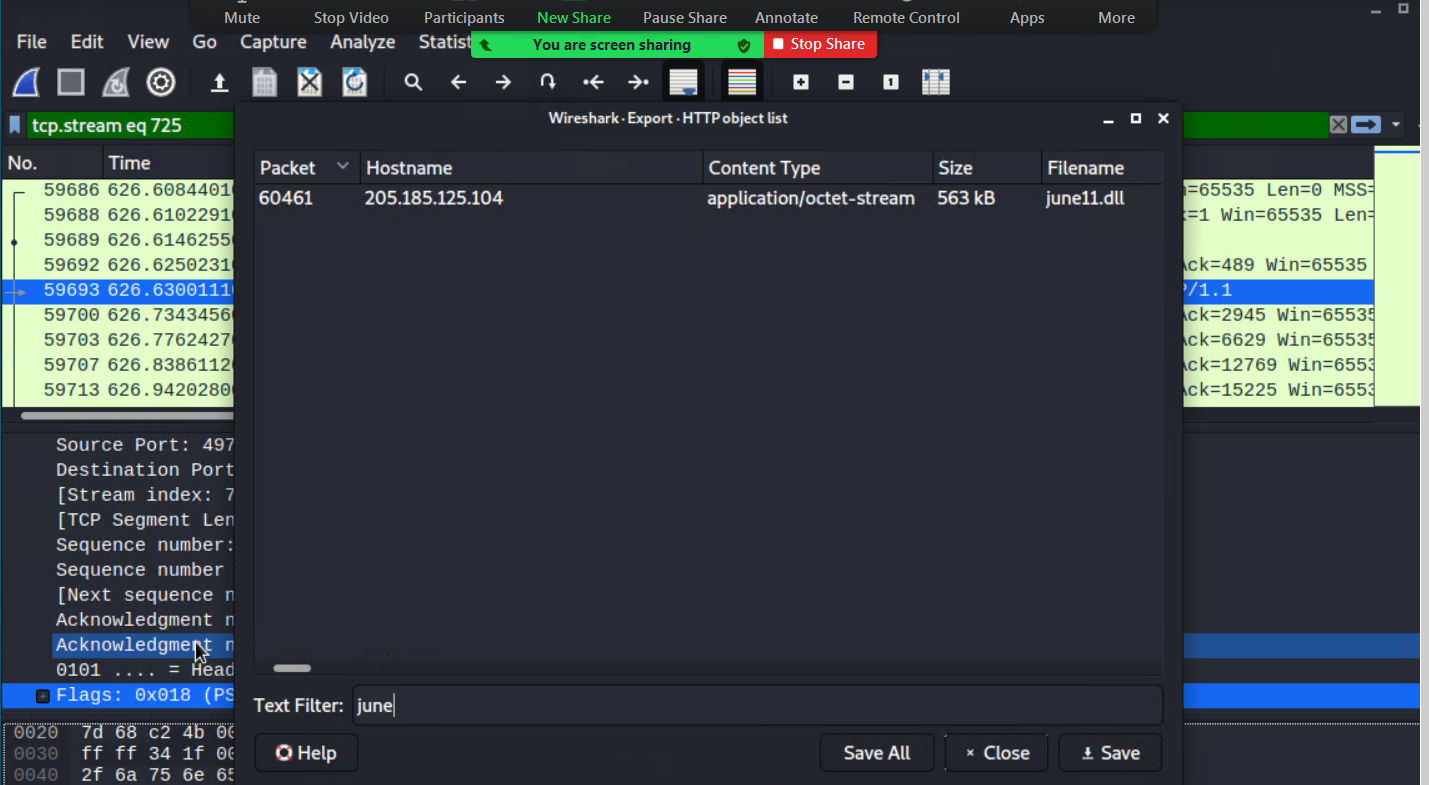 Mute Stop Video Participants New Share Pause Share Annotate Remote Control Apps More
File Edit View Go Capture Analyze Statist
You are screen sharing Stop Share
Wireshark · Export · HTTP object list
tcp.stream eq 725
No. Time
Packet Hostname Content Type Size Filename
60461 205.185.125.104 application/octet-stream 563 kB june11.dll
59686 626.6084401 n=65535 Len=0 MSS=
59688 626.6102291 k=1 Win=65535 Len=
59689 626.6146255
59692 626.6250231 Ack=489 Win=65535
59693 626.6300111 P/1.1
59700 626.7343456 Ack=2945 Win=65535
59703 626.7762427 Ack=6629 Win=65535
59707 626.8386112 Ack=12769 Win=6553
59713 626.9420280 Ack=15225 Win=6553
Source Port: 497
Destination Port
[Stream index: 7
[TCP Segment Len
Sequence number:
Sequence number
[Next sequence n
Acknowledgment n
Acknowledgment n
0101 .... = Head
Flags: 0x018 (PS
Text Filter: june
0020 7d 68 c2 4b 00
0030 ff ff 34 1f 00
0040 2f 6a 75 6e 65
Help Save All × Close Save